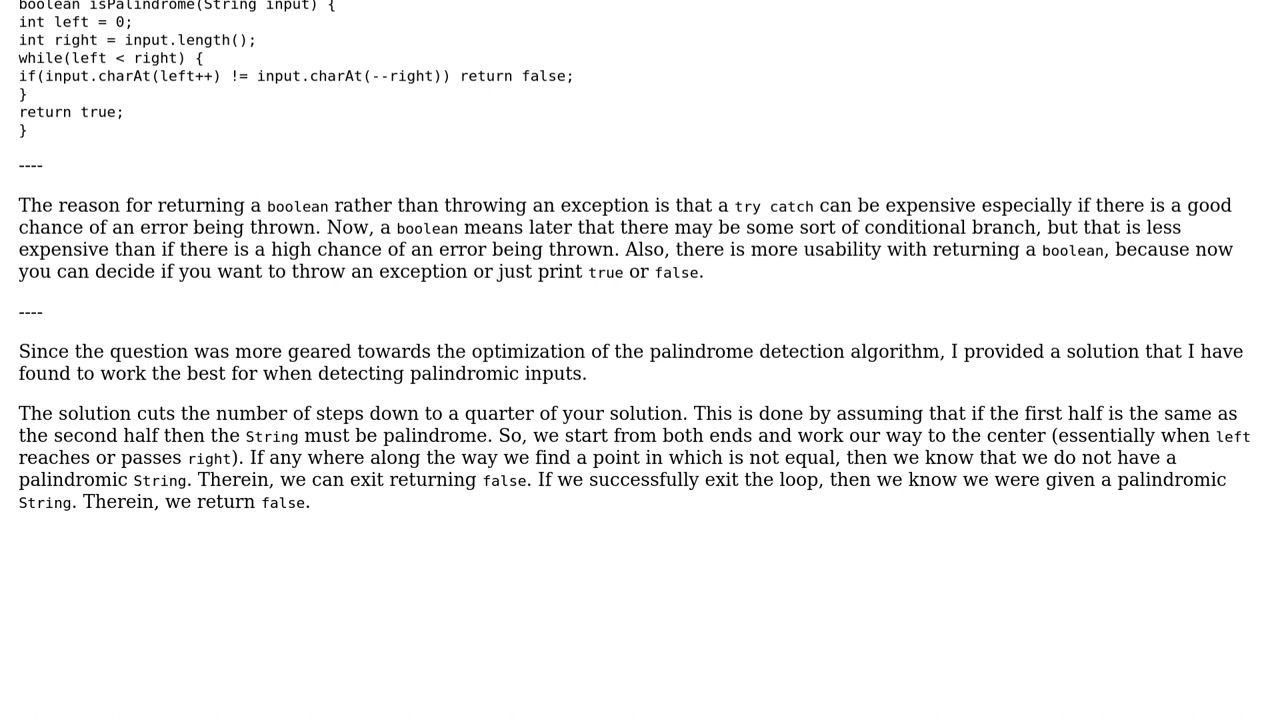 boolean isPalindrome(String input) {
int left = 0;
int right = input.length();
while(left < right) {
if(input.charAt(left++) != input.charAt(--right)) return false;
}
return true;
}
----
The reason for returning a boolean rather than throwing an exception is that a try catch can be expensive especially if there is a good
chance of an error being thrown. Now, a boolean means later that there may be some sort of conditional branch, but that is less
expensive than if there is a high chance of an error being thrown. Also, there is more usability with returning a boolean, because now
you can decide if you want to throw an exception or just print true or false.
----
Since the question was more geared towards the optimization of the palindrome detection algorithm, I provided a solution that I have
found to work the best for when detecting palindromic inputs.
The solution cuts the number of steps down to a quarter of your solution. This is done by assuming that if the first half is the same as
the second half then the String must be palindrome. So, we start from both ends and work our way to the center (essentially when left
reaches or passes right). If any where along the way we find a point in which is not equal, then we know that we do not have a
palindromic String. Therein, we can exit returning false. If we successfully exit the loop, then we know we were given a palindromic
String. Therein, we return false.